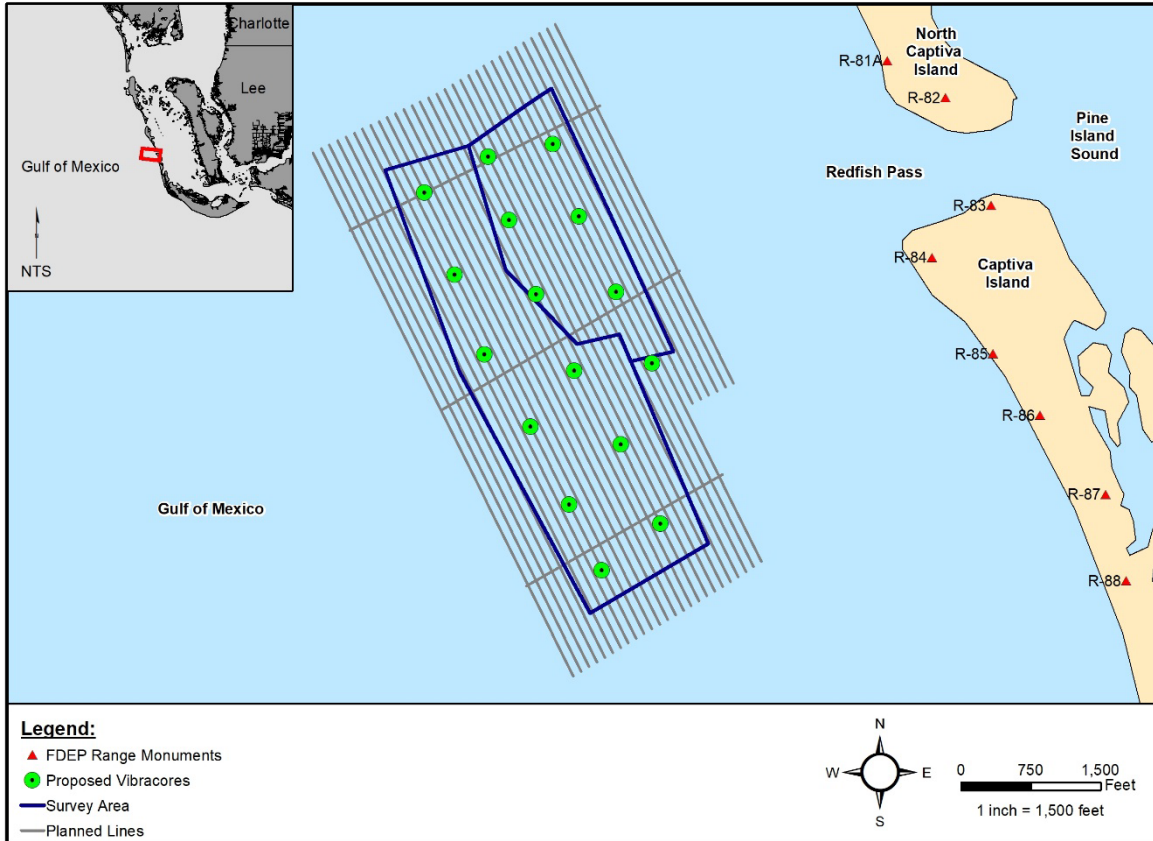 Charlotte
Lee
Gulf of Mexico
NTS
North
Captiva
Island
R-81A
R-82
Pine
Island
Sound
Redfish Pass
R-83
R-84
Captiva
Island
R-85
R-86
R-87
Gulf of Mexico
R-88
Legend:
FDEP Range Monuments
Proposed Vibracores
Survey Area
Planned Lines
N
W E
S
0 750 1,500
Feet
1 inch = 1,500 feet